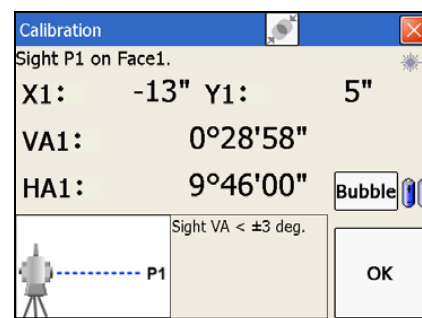 Calibration
Sight P1 on Face1.
X1: -13" Y1: 5"
VA1: 0°28'58"
HA1: 9°46'00"
Bubble
Sight VA < ±3 deg.
P1
OK